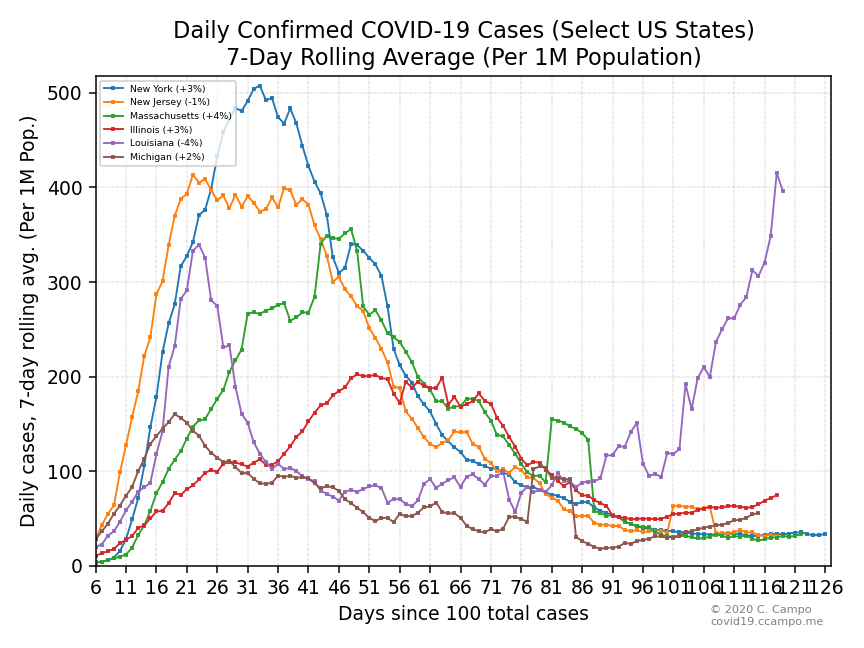 Daily Confirmed COVID-19 Cases (Select US States)
7-Day Rolling Average (Per 1M Population)
Daily cases, 7-day rolling avg. (Per 1M Pop.)
500
400
300
200
100
0
New York (+3%)
New Jersey (-1%)
Massachusetts (+4%)
Illinois (+3%)
Louisiana (-4%)
Michigan (+2%)
6 11 16 21 26 31 36 41 46 51 56 61 66 71 76 81 86 91 96 101 106 111 116 121 126
Days since 100 total cases
© 2020 C. Campo
covid19.ccampo.me